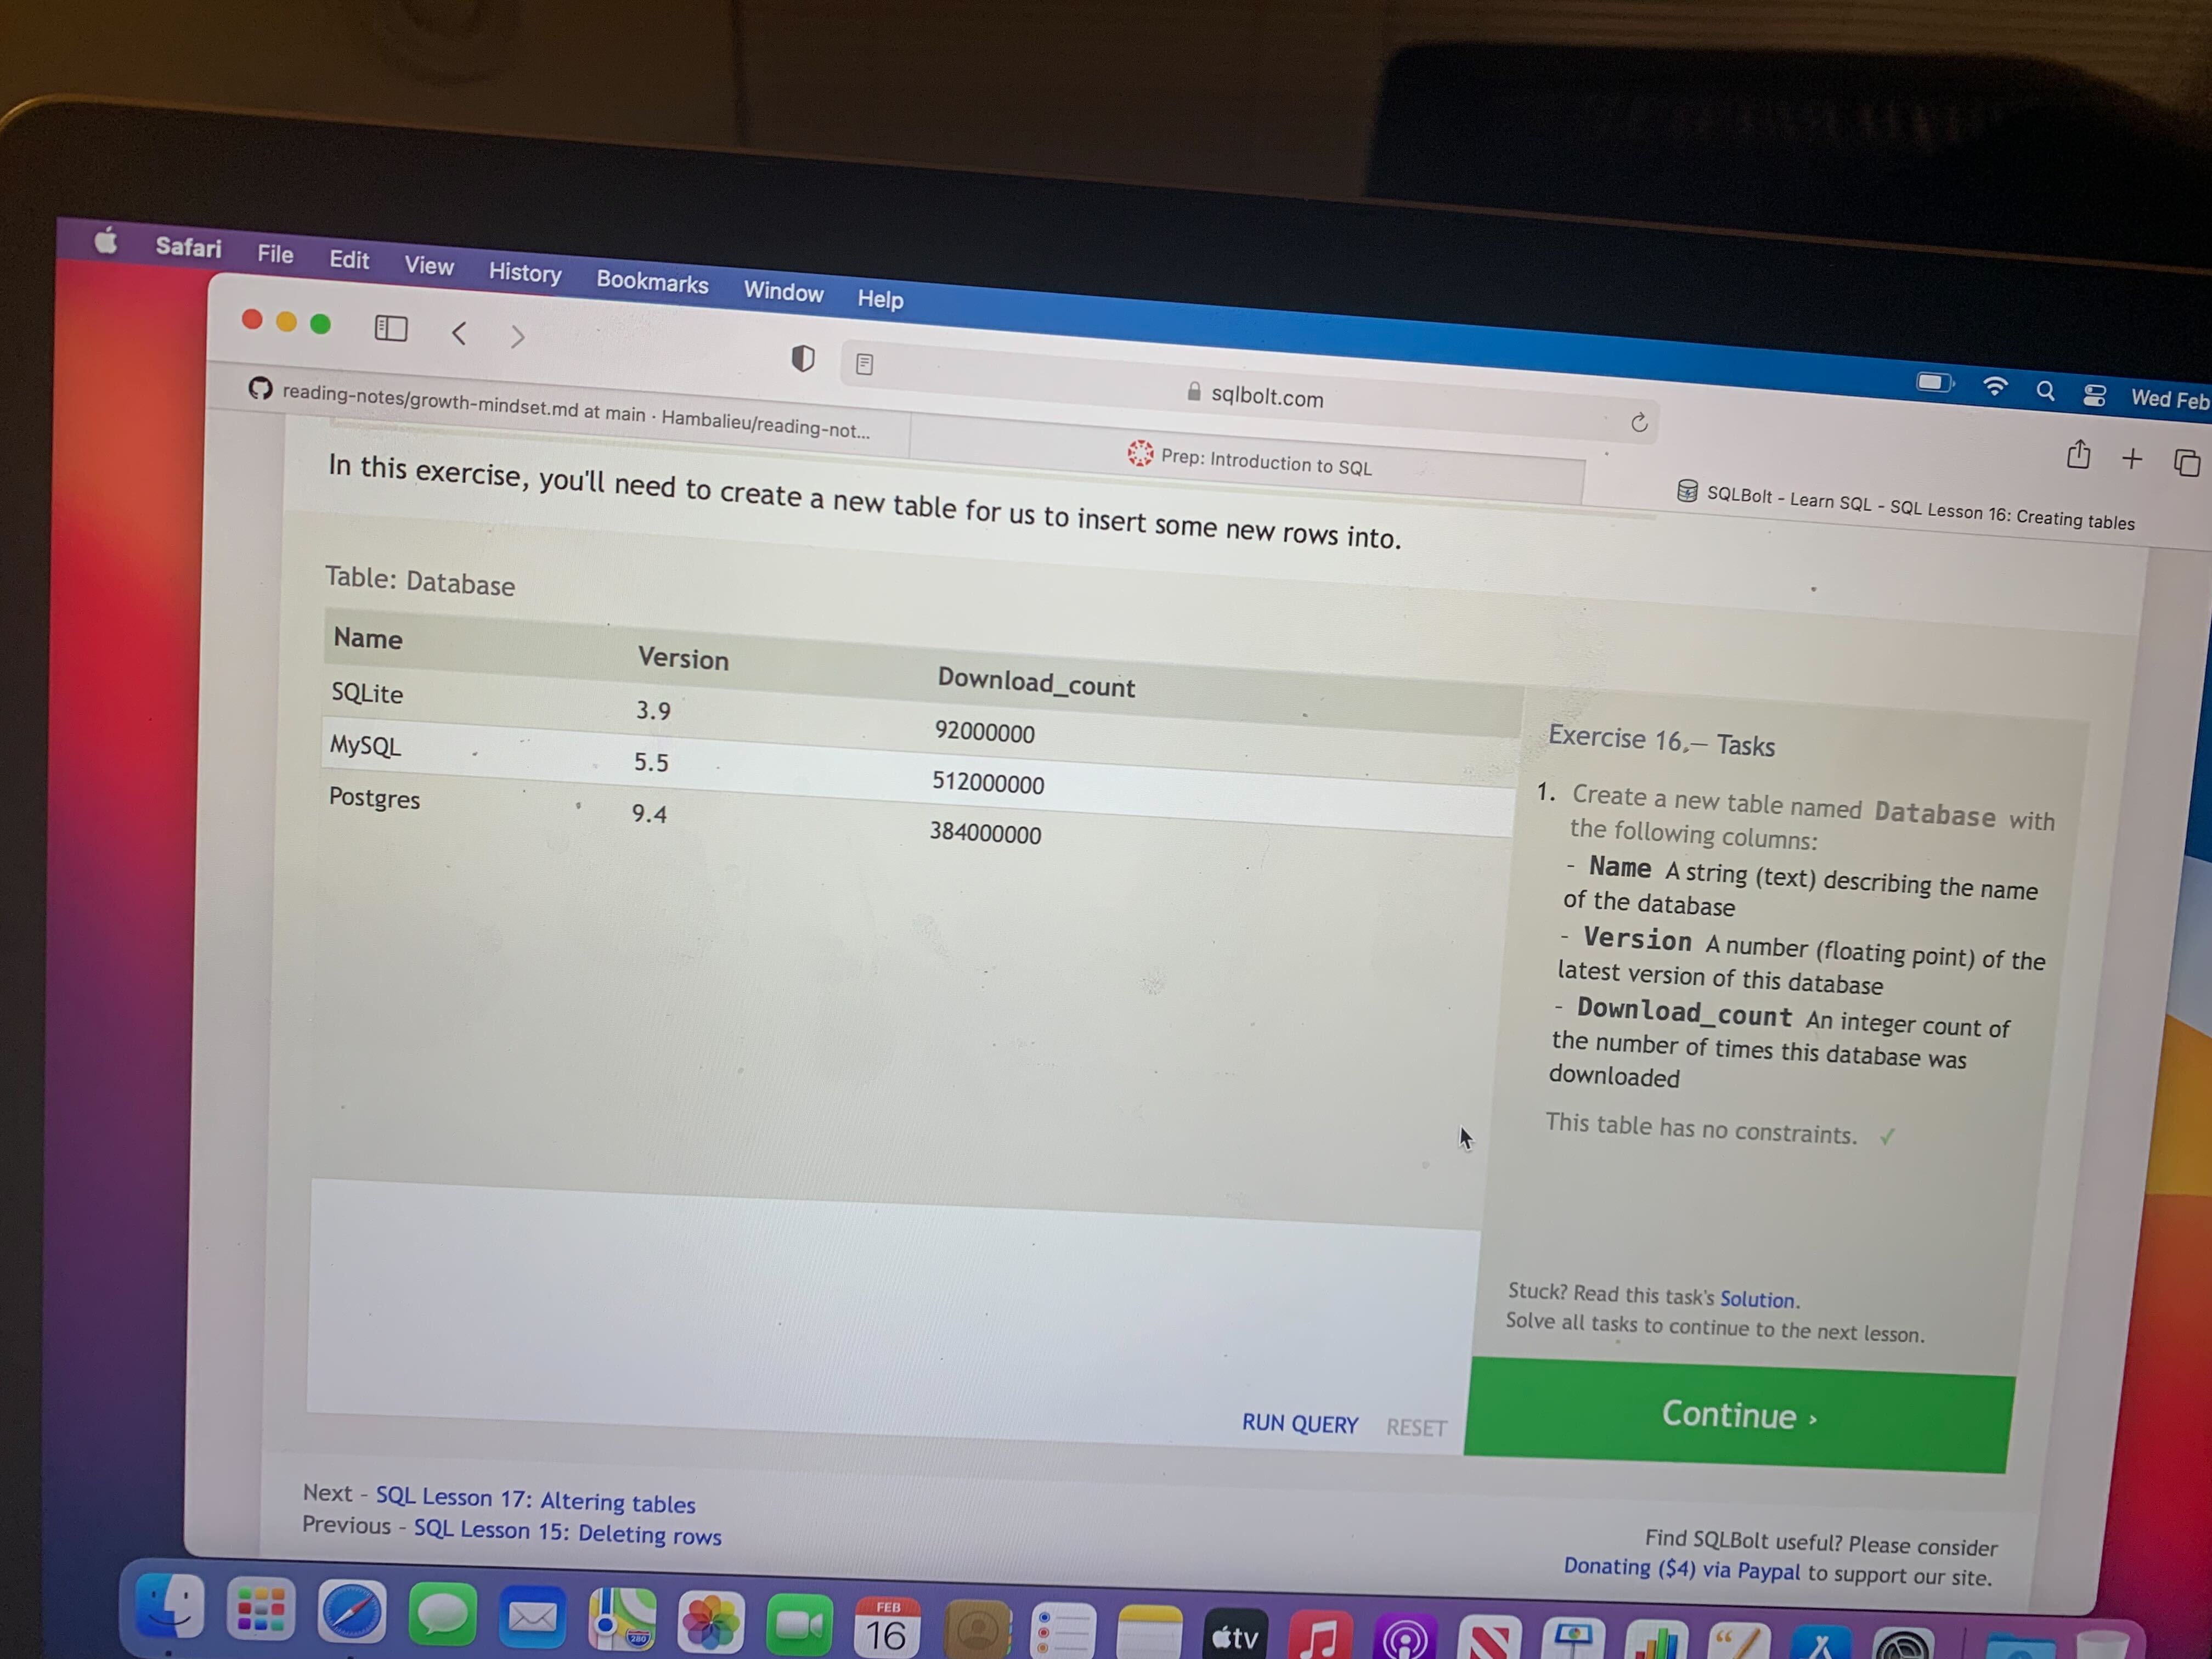 Safari File Edit View History Bookmarks Window Help
Wed Feb
sqlbolt.com
reading-notes/growth-mindset.md at main · Hambalieu/reading-not...
Prep: Introduction to SQL
SQLBolt - Learn SQL - SQL Lesson 16: Creating tables
In this exercise, you'll need to create a new table for us to insert some new rows into.
Table: Database
Name Version Download_count
SQLite 3.9 92000000
MySQL 5.5 512000000
Postgres 9.4 384000000
Exercise 16 — Tasks
1. Create a new table named Database with
the following columns:
- Name A string (text) describing the name
of the database
- Version A number (floating point) of the
latest version of this database
- Download_count An integer count of
the number of times this database was
downloaded
This table has no constraints. ✓
Stuck? Read this task's Solution.
Solve all tasks to continue to the next lesson.
RUN QUERY RESET
Continue ›
Next - SQL Lesson 17: Altering tables
Previous - SQL Lesson 15: Deleting rows
Find SQLBolt useful? Please consider
Donating ($4) via Paypal to support our site.
280
FEB
16
tv